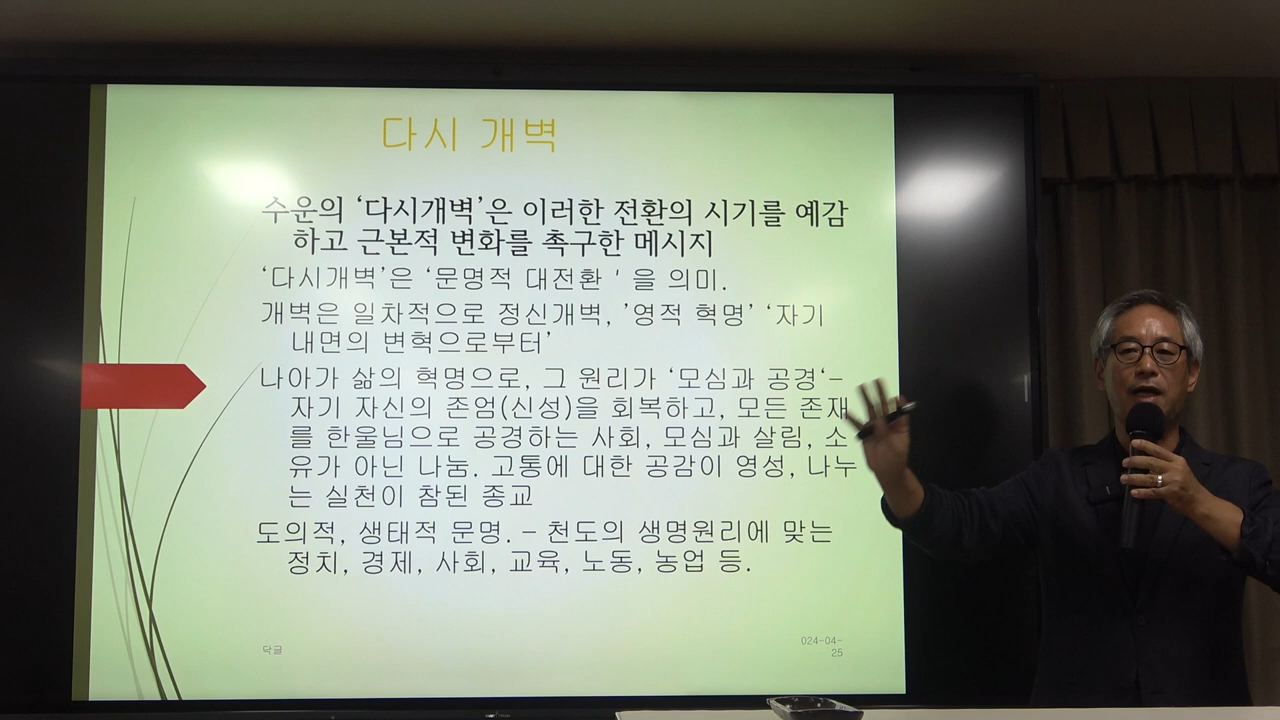 다시 개벽
수운의 ‘다시개벽’은 이러한 전환의 시기를 예감
하고 근본적 변화를 촉구한 메시지
‘다시개벽’은 ‘문명적 대전환 ' 을 의미.
개벽은 일차적으로 정신개벽, ’영적 혁명’ ‘자기
내면의 변혁으로부터’
나아가 삶의 혁명으로, 그 원리가 ‘모심과 공경‘–
자기 자신의 존엄(신성)을 회복하고, 모든 존재
를 한울님으로 공경하는 사회, 모심과 살림, 소
유가 아닌 나눔. 고통에 대한 공감이 영성, 나누
는 실천이 참된 종교
도의적, 생태적 문명. – 천도의 생명원리에 맞는
정치, 경제, 사회, 교육, 노동, 농업 등.
닥글
024-04-
25